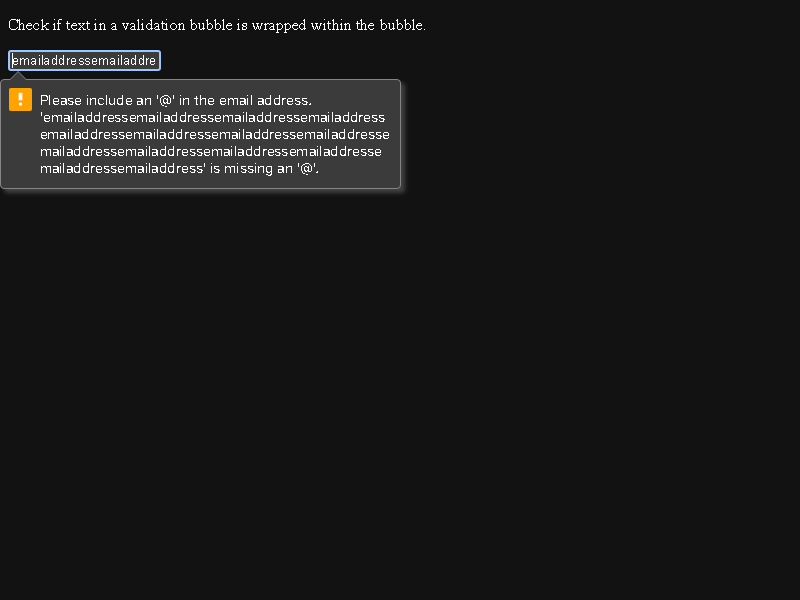 Check if text in a validation bubble is wrapped within the bubble.
emailaddressemailaddre
Please include an '@' in the email address.
'emailaddressemailaddressemailaddressemailaddress
emailaddressemailaddressemailaddressemailaddresse
mailaddressemailaddressemailaddressemailaddresse
mailaddressemailaddress' is missing an '@'.